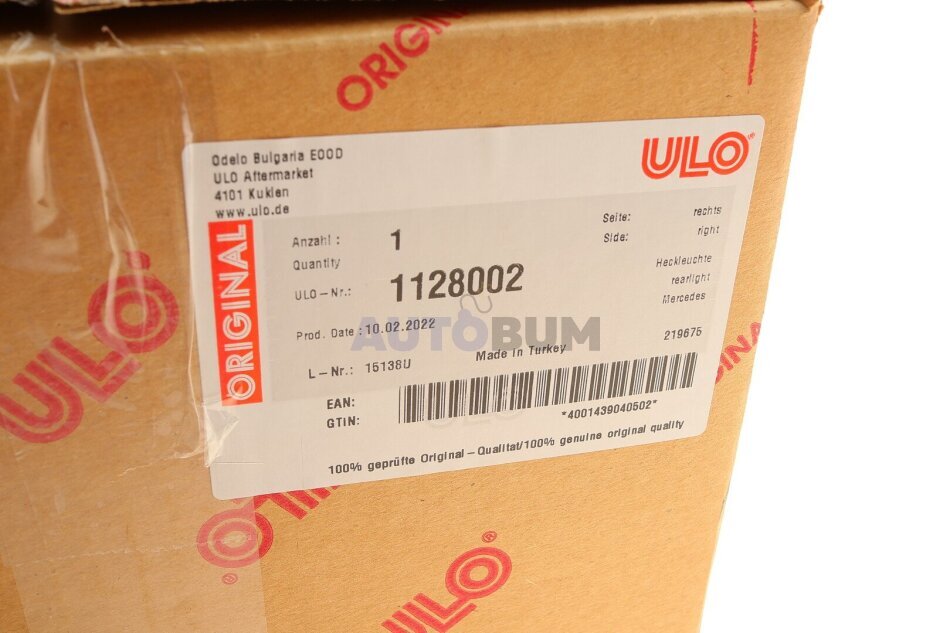 ORIGINAL
Odelo Bulgaria EOOD
ULO Aftermarket
4101 Kuklen
www.ulo.de
ULO®
ORIGINAL
Anzahl : 1
Quantity
Seite: rechts
Side: right
ULO-Nr.: 1128002
Heckleuchte
rearlight
Mercedes
Prod. Date : 10.02.2022
219675
AUTOBUM
L-Nr.: 15138U
Made in Turkey
EAN:
GTIN:
*4001439040502*
ULO
100% geprüfte Original-Qualitat/100% genuine original quality
ULO®
ORIGINAL
ULO®